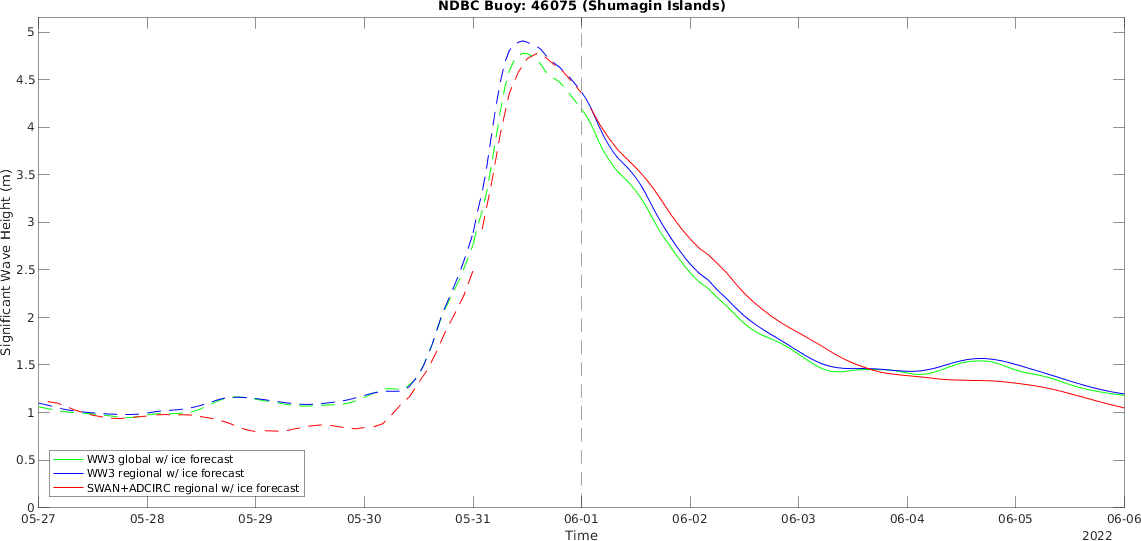 NDBC Buoy: 46075 (Shumagin Islands)
5
4.5
4
3.5
3
2.5
2
1.5
1
0.5
0
Significant Wave Height (m)
WW3 global w/ ice forecast
WW3 regional w/ ice forecast
SWAN+ADCIRC regional w/ ice forecast
05-27 05-28 05-29 05-30 05-31 06-01 06-02 06-03 06-04 06-05 06-06
Time
2022